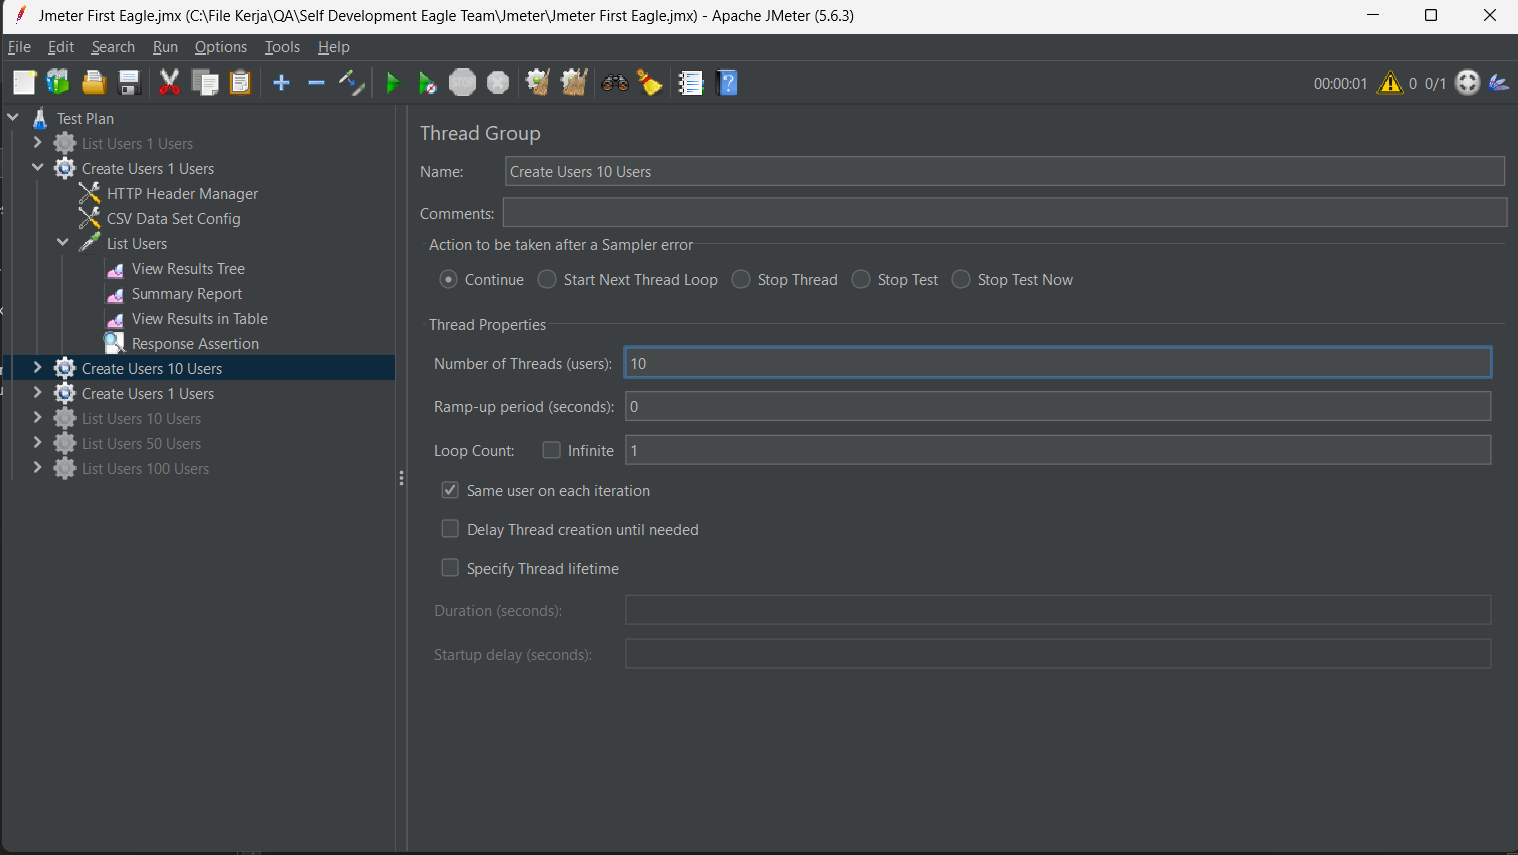 Jmeter First Eagle.jmx (C:\File Kerja\QA\Self Development Eagle Team\Jmeter\Jmeter First Eagle.jmx) - Apache JMeter (5.6.3)
File Edit Search Run Options Tools Help
STOP 00:00:01 0 0/1
Test Plan
List Users 1 Users
Create Users 1 Users
HTTP Header Manager
CSV Data Set Config
List Users
View Results Tree
Summary Report
View Results in Table
Response Assertion
Create Users 10 Users
Create Users 1 Users
List Users 10 Users
List Users 50 Users
List Users 100 Users
Thread Group
Name: Create Users 10 Users
Comments:
Action to be taken after a Sampler error
Continue Start Next Thread Loop Stop Thread Stop Test Stop Test Now
Thread Properties
Number of Threads (users): 10
Ramp-up period (seconds): 0
Loop Count: Infinite 1
Same user on each iteration
Delay Thread creation until needed
Specify Thread lifetime
Duration (seconds):
Startup delay (seconds):